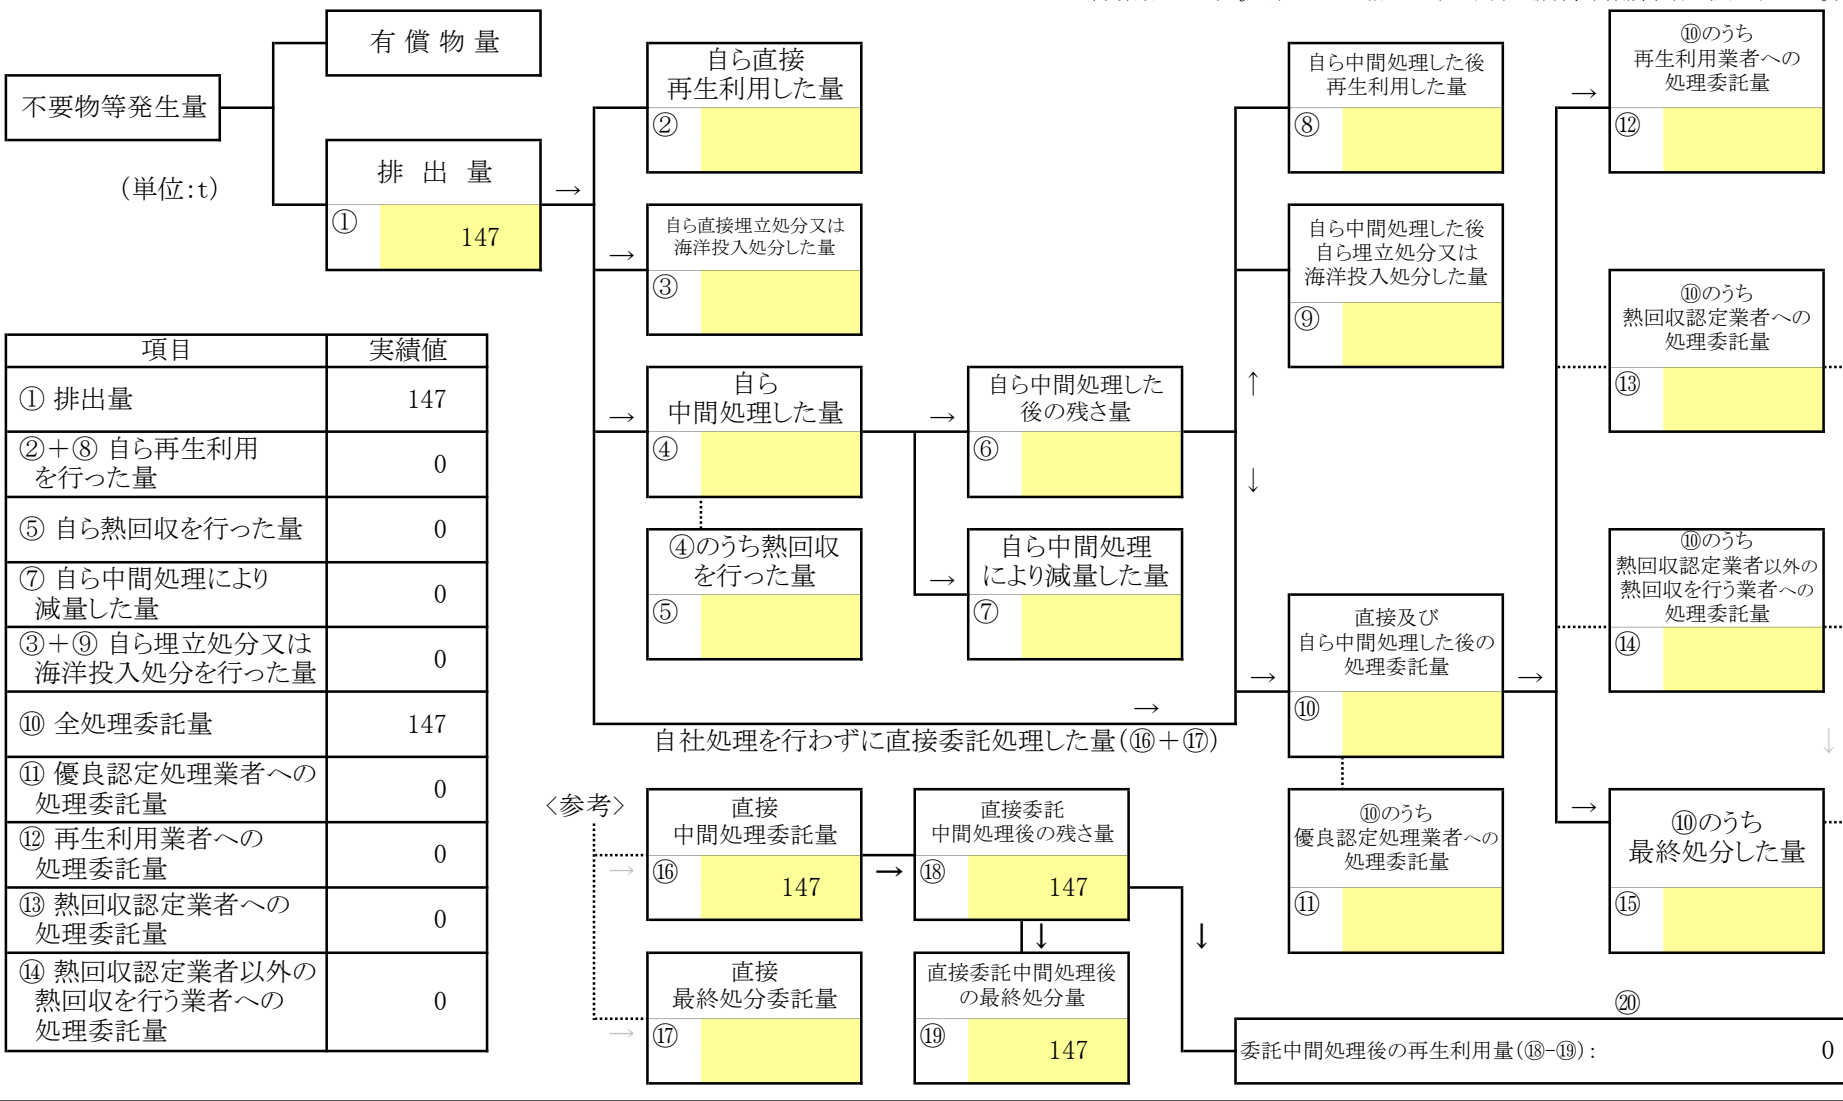 有 償 物 量
不要物等発生量
(単位:t)
排 出 量
→
①
147
自ら直接
再生利用した量
②
→
自ら直接埋立処分又は
海洋投入処分した量
③
→
自ら
中間処理した量
④
④のうち熱回収
を行った量
⑤
→
自ら中間処理した
後の残さ量
⑥
→
自ら中間処理
により減量した量
⑦
↑
↓
自ら中間処理した後
再生利用した量
⑧
自ら中間処理した後
自ら埋立処分又は
海洋投入処分した量
⑨
→
直接及び
自ら中間処理した後の
処理委託量
⑩
→
⑩のうち
優良認定処理業者への
処理委託量
⑪
→
⑩のうち
再生利用業者への
処理委託量
⑫
⑩のうち
熱回収認定業者への
処理委託量
⑬
⑩のうち
熱回収認定業者以外の
熱回収を行う業者への
処理委託量
⑭
↓
→
⑩のうち
最終処分した量
⑮
→
自社処理を行わずに直接委託処理した量(⑯+⑰)
項目 実績値
① 排出量 147
②+⑧ 自ら再生利用
を行った量 0
⑤ 自ら熱回収を行った量 0
⑦ 自ら中間処理により
減量した量 0
③+⑨ 自ら埋立処分又は
海洋投入処分を行った量 0
⑩ 全処理委託量 147
⑪ 優良認定処理業者への
処理委託量 0
⑫ 再生利用業者への
処理委託量 0
⑬ 熱回収認定業者への
処理委託量 0
⑭ 熱回収認定業者以外の
熱回収を行う業者への
処理委託量 0
〈参考〉
→
直接
中間処理委託量
⑯
147
→
直接委託
中間処理後の残さ量
⑱
147
↓
↓
→
直接
最終処分委託量
⑰
直接委託中間処理後
の最終処分量
⑲
147
⑳
委託中間処理後の再生利用量(⑱-⑲): 0